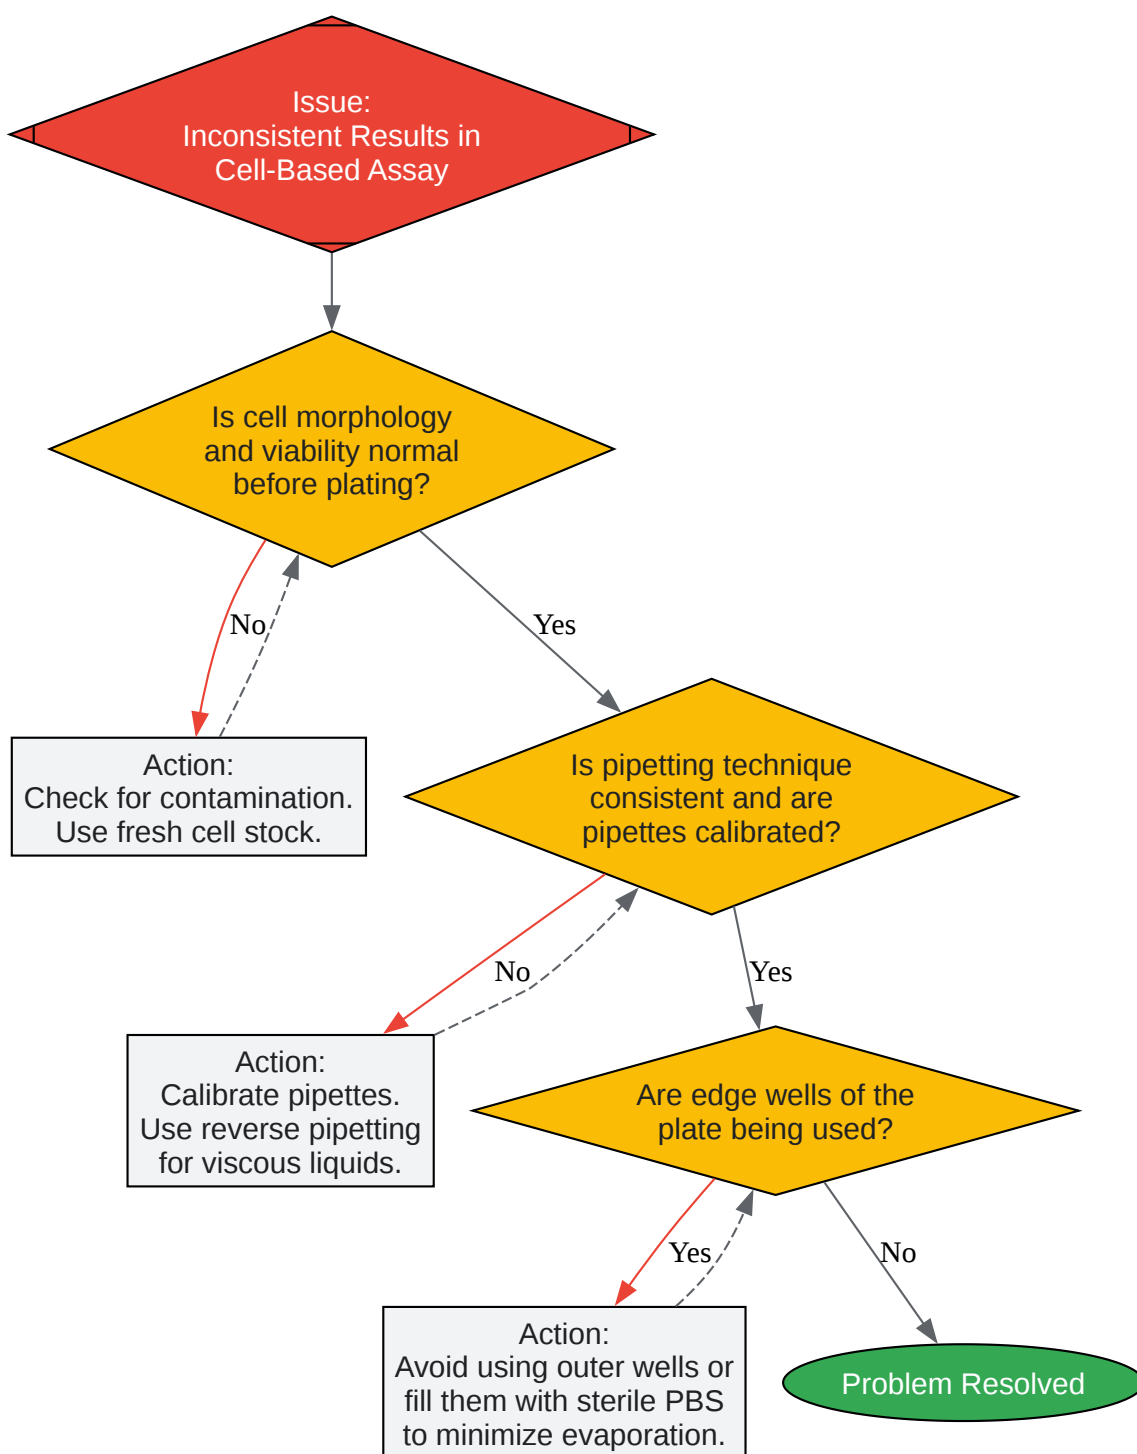 Issue:
Inconsistent Results in
Cell-Based Assay
Is cell morphology
and viability normal
before plating?
No
Yes
Action:
Check for contamination.
Use fresh cell stock.
Is pipetting technique
consistent and are
pipettes calibrated?
No
Yes
Action:
Calibrate pipettes.
Use reverse pipetting
for viscous liquids.
Are edge wells of the
plate being used?
Yes
No
Action:
Avoid using outer wells or
fill them with sterile PBS
to minimize evaporation.
Problem Resolved